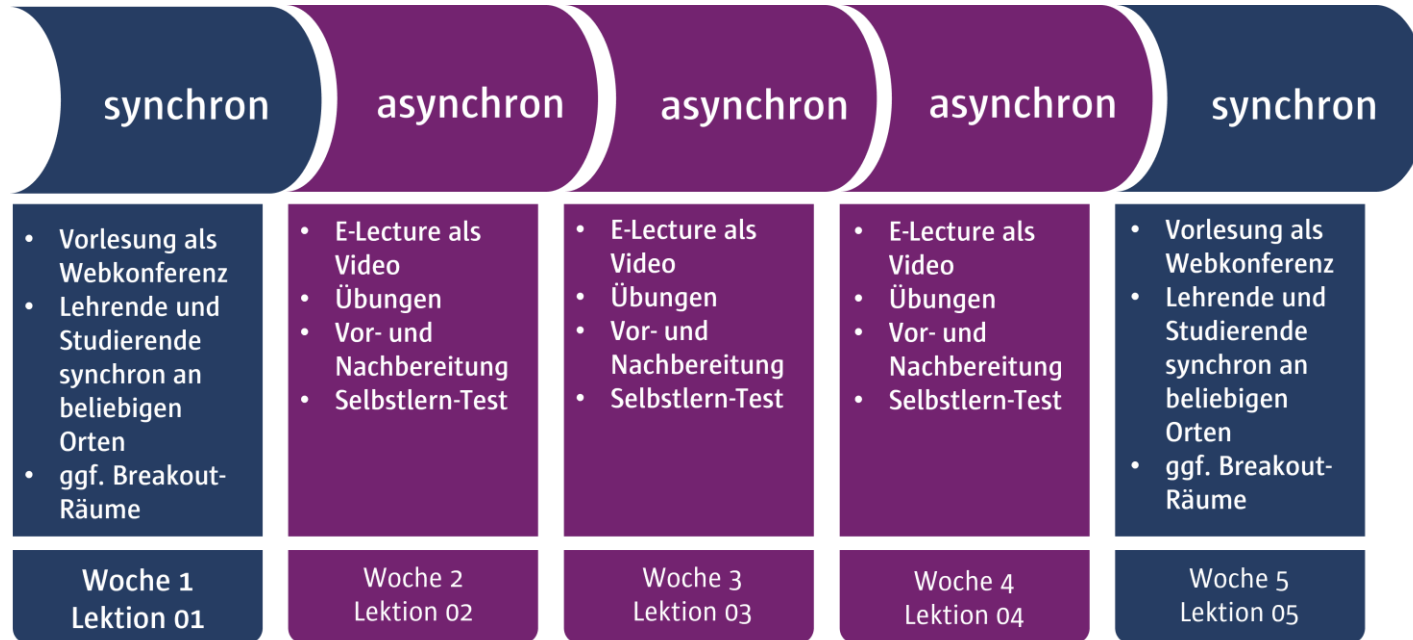 synchron
asynchron
asynchron
asynchron
synchron
• Vorlesung als
Webkonferenz
• Lehrende und
Studierende
synchron an
beliebigen
Orten
• ggf. Breakout-
Räume
• E-Lecture als
Video
• Übungen
• Vor- und
Nachbereitung
• Selbstlern-Test
• E-Lecture als
Video
• Übungen
• Vor- und
Nachbereitung
• Selbstlern-Test
• E-Lecture als
Video
• Übungen
• Vor- und
Nachbereitung
• Selbstlern-Test
• Vorlesung als
Webkonferenz
• Lehrende und
Studierende
synchron an
beliebigen
Orten
• ggf. Breakout-
Räume
Woche 1
Lektion 01
Woche 2
Lektion 02
Woche 3
Lektion 03
Woche 4
Lektion 04
Woche 5
Lektion 05